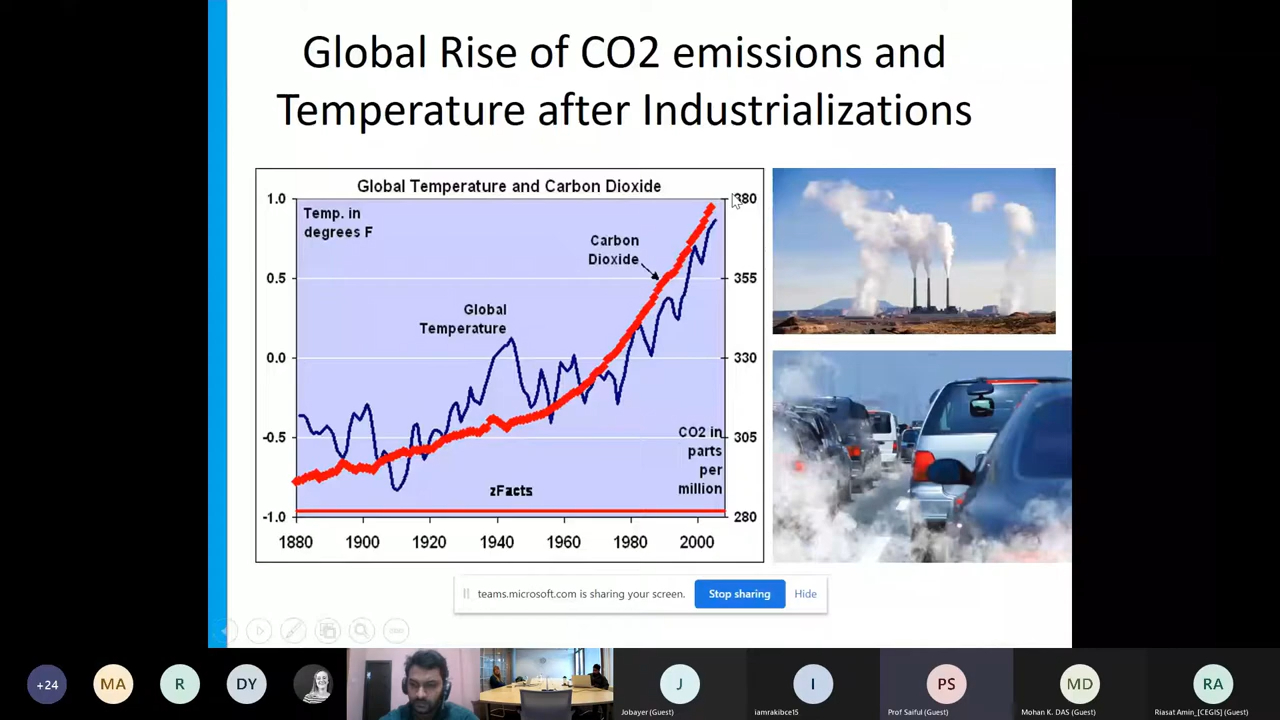 Global Rise of CO2 emissions and
Temperature after Industrializations
Global Temperature and Carbon Dioxide
1.0
0.5
0.0
-0.5
-1.0
Temp. in
degrees F
Carbon
Dioxide
Global
Temperature
CO2 in
parts
per
million
zFacts
380
355
330
305
280
1880 1900 1920 1940 1960 1980 2000
teams.microsoft.com is sharing your screen. Stop sharing Hide
+24 MA R DY J I PS MD RA
Jobayer (Guest) iamrakibce15 Prof Saiful (Guest) Mohan K. DAS (Guest) Riasat Amin_[CEGIS] (Guest)